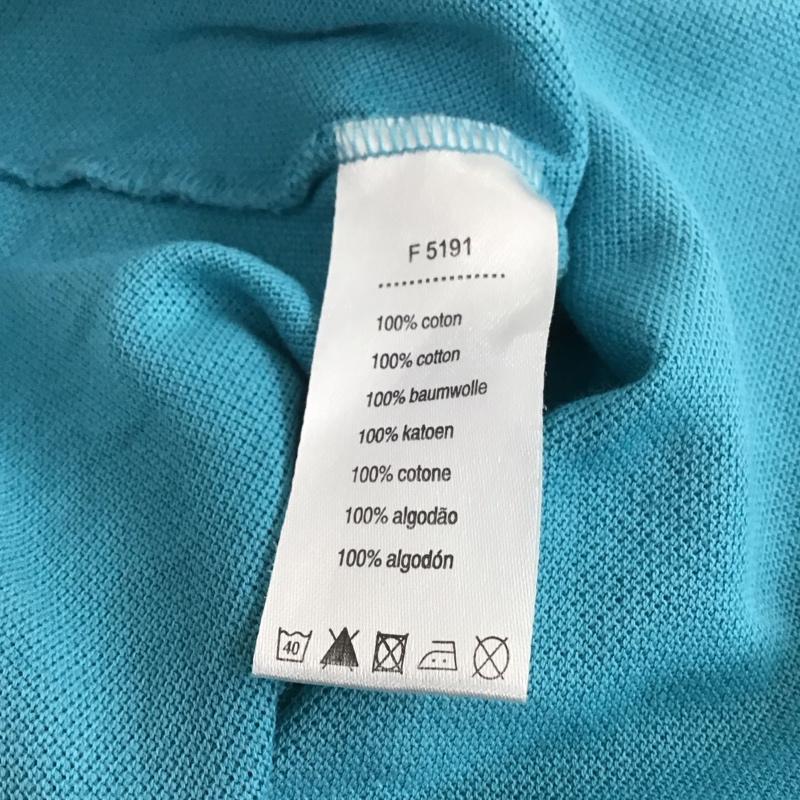 F 5191
100% coton
100% cotton
100% baumwolle
100% katoen
100% cotone
100% algodão
100% algodón
40